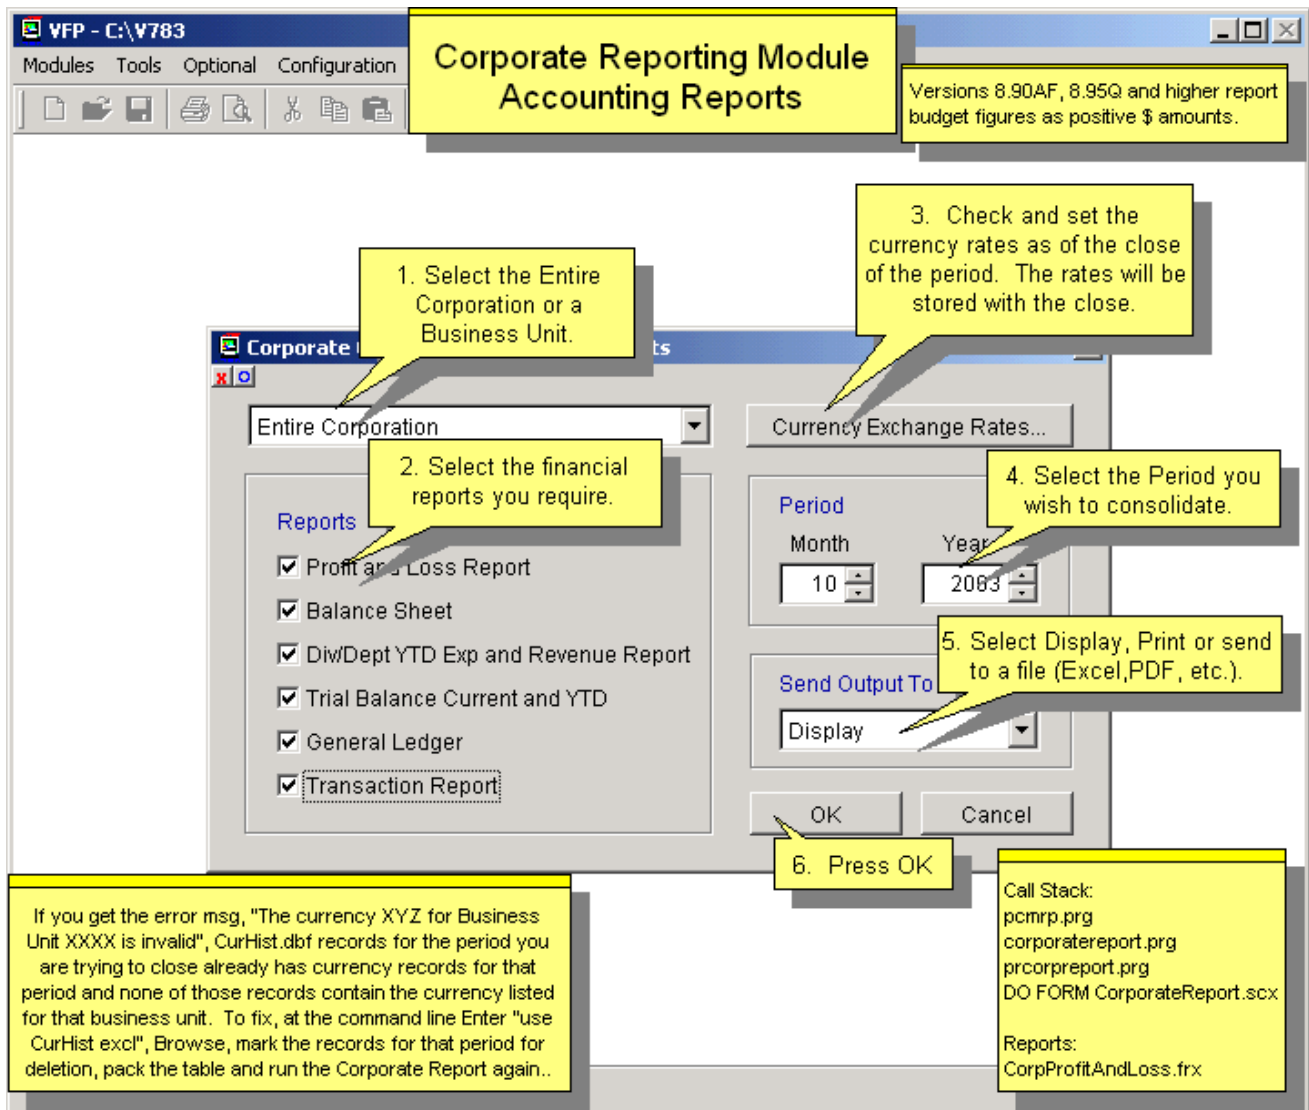 VFP - C:\V783
Modules Tools Optional Configuration
Corporate Reporting Module
Accounting Reports
Versions 8.90AF, 8.95Q and higher report
budget figures as positive $ amounts.
1. Select the Entire
Corporation or a
Business Unit.
3. Check and set the
currency rates as of the close
of the period. The rates will be
stored with the close.
Corporate
ts
Entire Corporation
Currency Exchange Rates...
2. Select the financial
reports you require.
4. Select the Period you
wish to consolidate.
Reports
Profit and Loss Report
Balance Sheet
Div/Dept YTD Exp and Revenue Report
Trial Balance Current and YTD
General Ledger
Transaction Report
Period
Month Year
10
5. Select Display, Print or send
to a file (Excel,PDF, etc.).
Send Output To
Display
OK Cancel
6. Press OK
If you get the error msg, "The currency XYZ for Business
Unit XXXX is invalid", CurHist.dbf records for the period you
are trying to close already has currency records for that
period and none of those records contain the currency listed
for that business unit. To fix, at the command line Enter "use
CurHist excl", Browse, mark the records for that period for
deletion, pack the table and run the Corporate Report again..
Call Stack:
pcmrp.prg
corporatereport.prg
prcorpreport.prg
DO FORM CorporateReport.scx
Reports:
CorpProfitAndLoss.frx